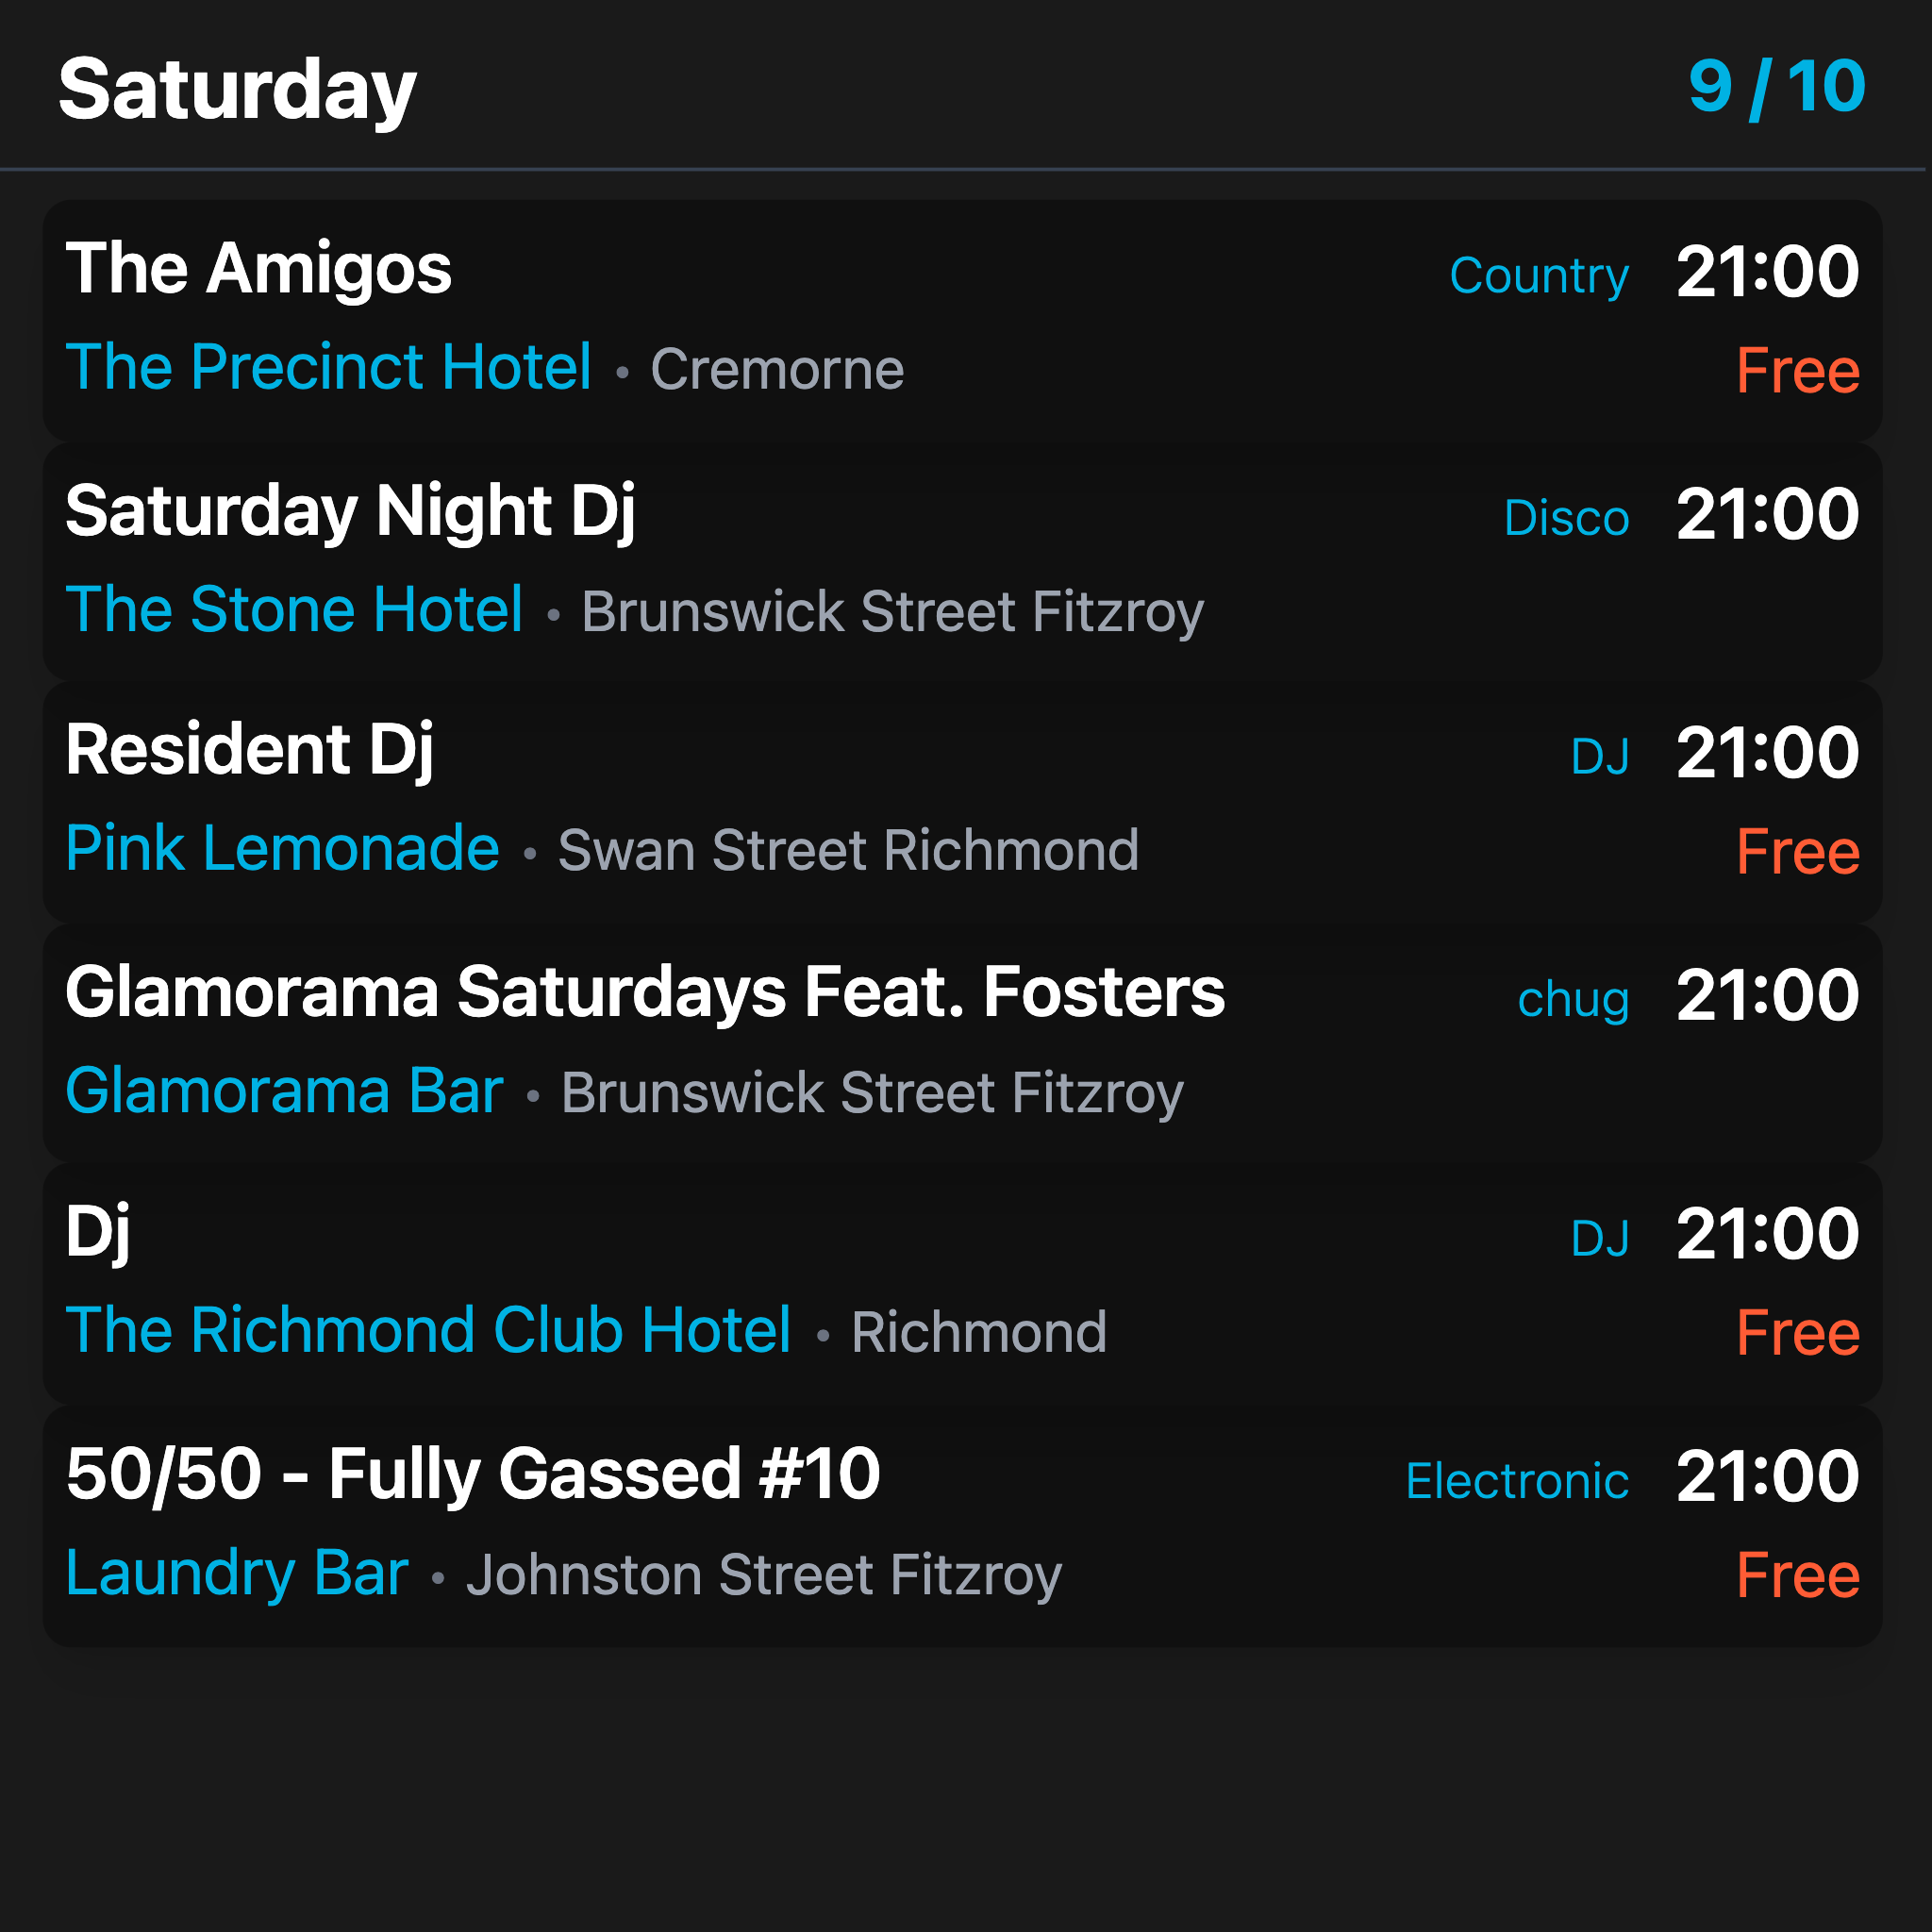 Saturday 9 / 10
The Amigos Country 21:00
The Precinct Hotel • Cremorne Free
Saturday Night Dj Disco 21:00
The Stone Hotel • Brunswick Street Fitzroy
Resident Dj DJ 21:00
Pink Lemonade • Swan Street Richmond Free
Glamorama Saturdays Feat. Fosters chug 21:00
Glamorama Bar • Brunswick Street Fitzroy
Dj DJ 21:00
The Richmond Club Hotel • Richmond Free
50/50 - Fully Gassed #10 Electronic 21:00
Laundry Bar • Johnston Street Fitzroy Free